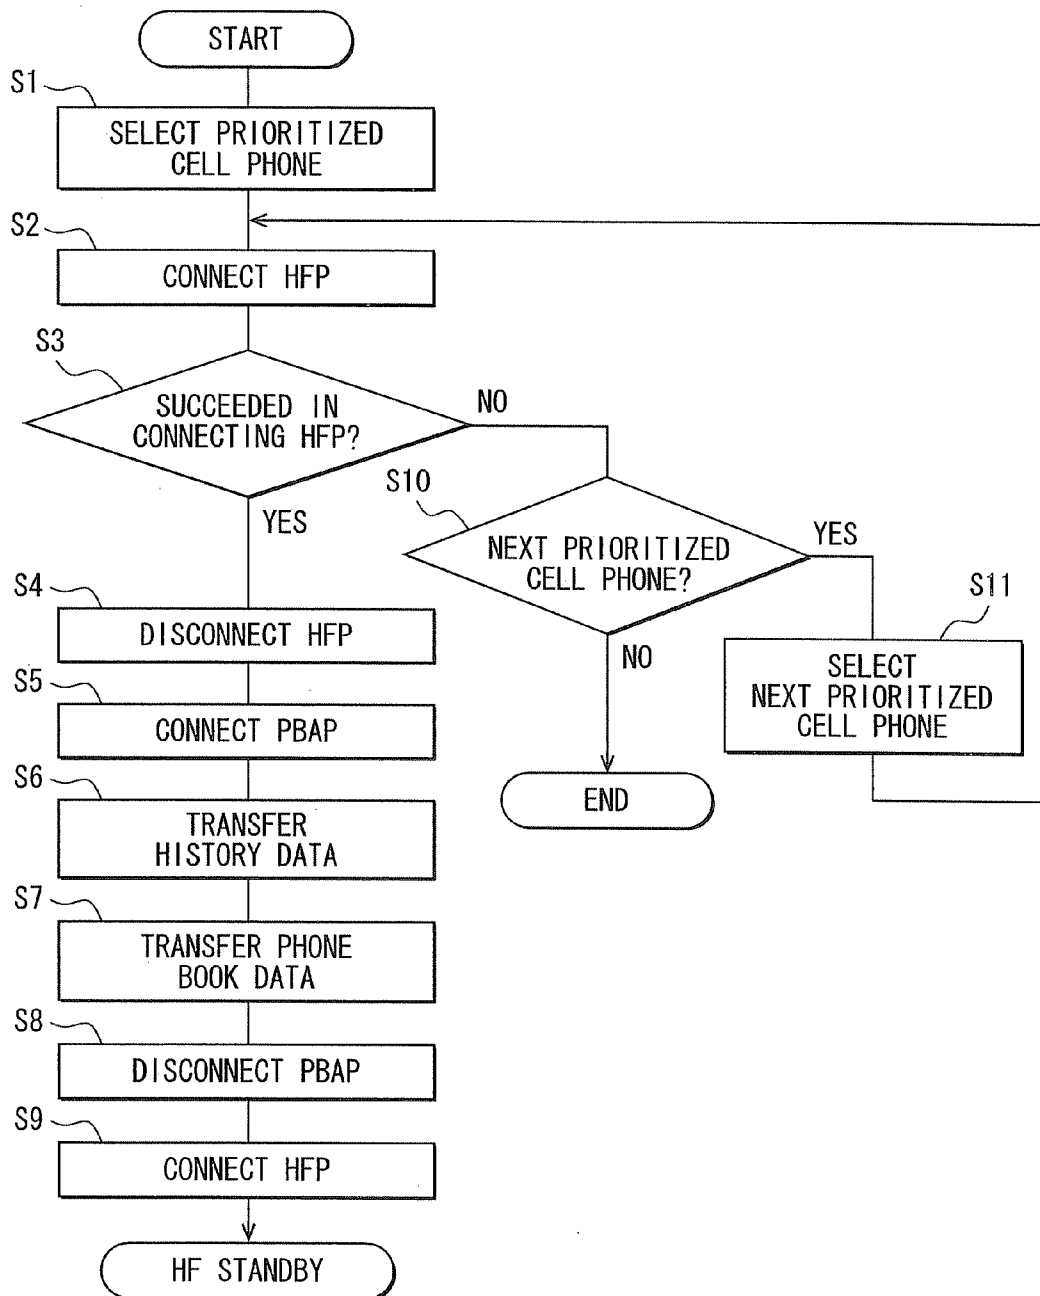 START
S1
SELECT PRIORITIZED
CELL PHONE
S2
CONNECT HFP
S3
SUCCEEDED IN
CONNECTING HFP?
NO
YES
S10
NEXT PRIORITIZED
CELL PHONE?
YES
NO
S11
SELECT
NEXT PRIORITIZED
CELL PHONE
END
S4
DISCONNECT HFP
S5
CONNECT PBAP
S6
TRANSFER
HISTORY DATA
S7
TRANSFER PHONE
BOOK DATA
S8
DISCONNECT PBAP
S9
CONNECT HFP
HF STANDBY